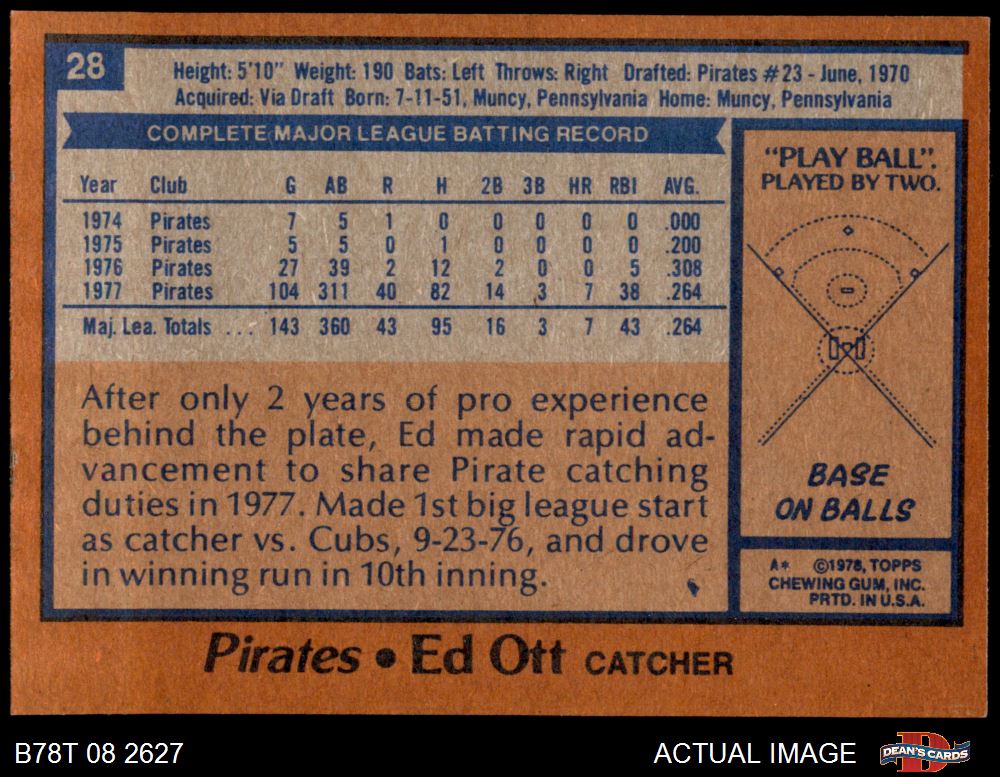 28
Height: 5'10" Weight: 190 Bats: Left Throws: Right Drafted: Pirates #23 - June, 1970
Acquired: Via Draft Born: 7-11-51, Muncy, Pennsylvania Home: Muncy, Pennsylvania
COMPLETE MAJOR LEAGUE BATTING RECORD
Year Club G AB R H 2B 3B HR RBI AVG.
1974 Pirates 7 5 1 0 0 0 0 0 .000
1975 Pirates 5 5 0 1 0 0 0 0 .200
1976 Pirates 27 39 2 12 2 0 0 5 .308
1977 Pirates 104 311 40 82 14 3 7 38 .264
Maj. Lea. Totals . . . 143 360 43 95 16 3 7 43 .264
After only 2 years of pro experience
behind the plate, Ed made rapid ad-
vancement to share Pirate catching
duties in 1977. Made 1st big league start
as catcher vs. Cubs, 9-23-76, and drove
in winning run in 10th inning.
"PLAY BALL".
PLAYED BY TWO.
BASE
ON BALLS
A* ©1978, TOPPS
CHEWING GUM, INC.
PRTD. IN U.S.A.
Pirates • Ed Ott CATCHER
B78T 08 2627
ACTUAL IMAGE
DEAN'S CARDS